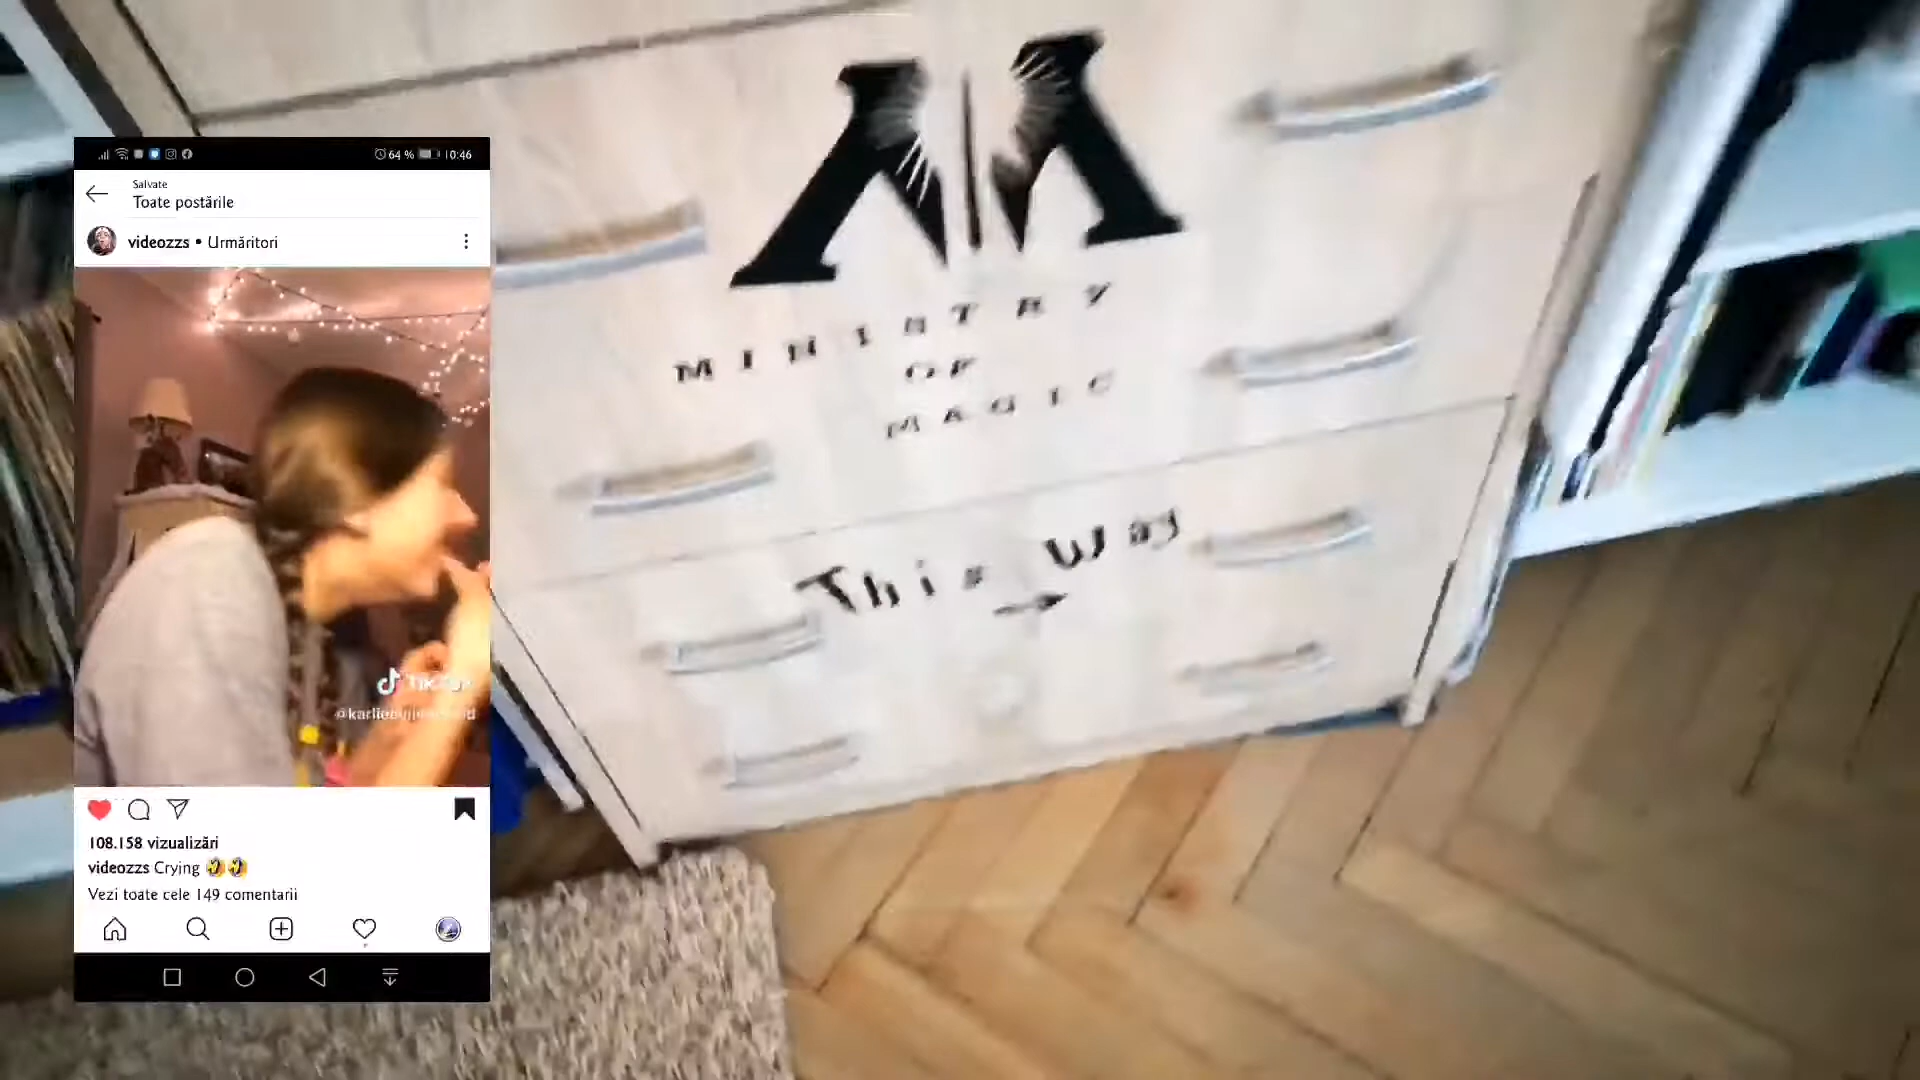 64 % 10:46
Salvate
Toate postările
videozzs • Urmăritori
TikTok
108.158 vizualizări
videozzs Crying 🤣🤣
Vezi toate cele 149 comentarii
M
MINISTRY
OF
MAGIC
This Way